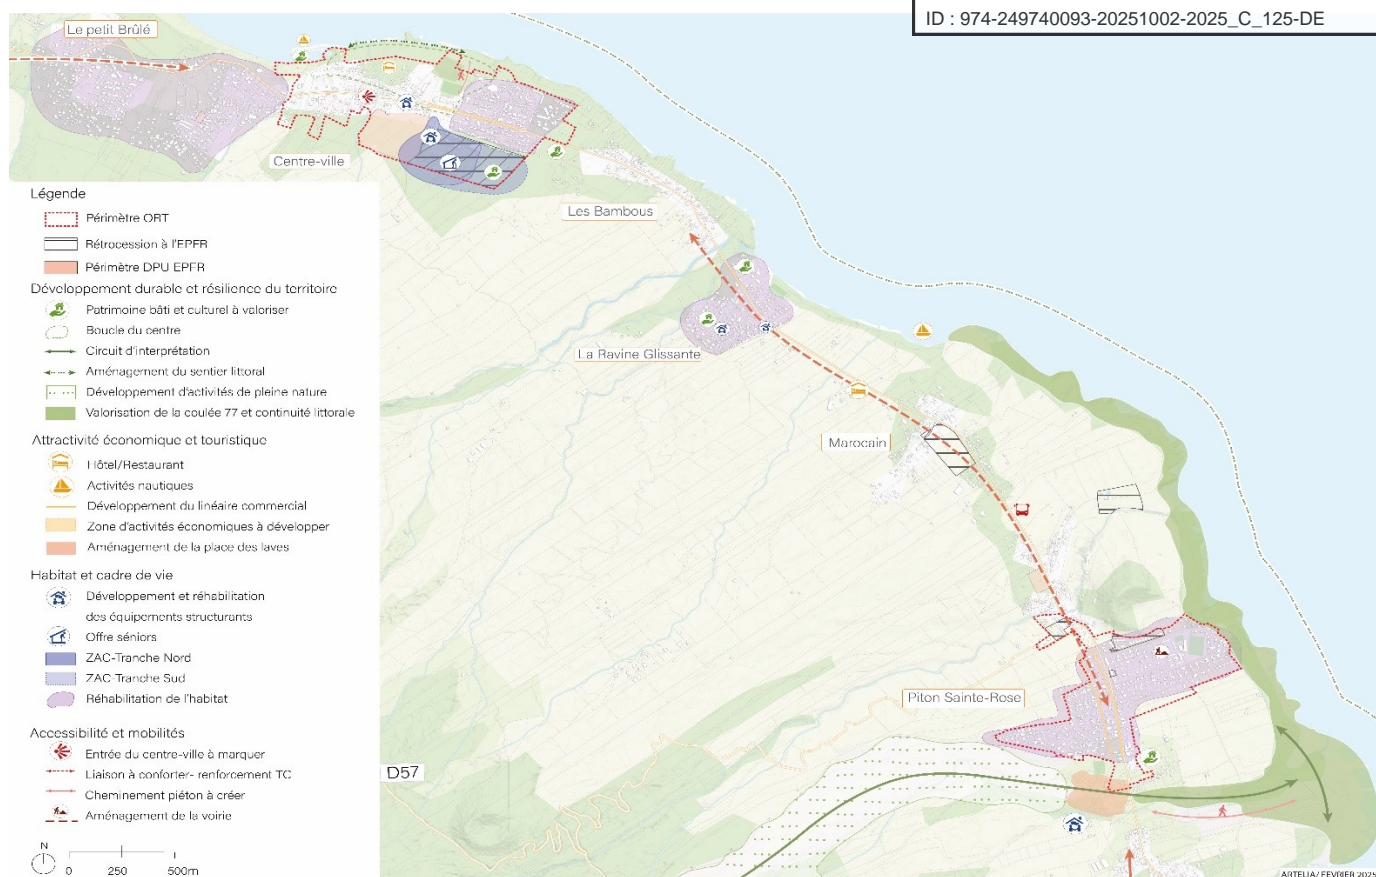 ID : 974-249740093-20251002-2025_C_125-DE
Le petit Brûlé
Centre-ville
Les Bambous
La Ravine Glissante
Marocain
Piton Sainte-Rose
D57
Légende
Périmètre ORT
Rétrocession à l'EPFR
Périmètre DPU EPFR
Développement durable et résilience du territoire
Patrimoine bâti et culturel à valoriser
Boucle du centre
Circuit d'interprétation
Aménagement du sentier littoral
Développement d'activités de pleine nature
Valorisation de la coulée 77 et continuité littorale
Attractivité économique et touristique
Hôtel/Restaurant
Activités nautiques
Développement du linéaire commercial
Zone d'activités économiques à développer
Aménagement de la place des laves
Habitat et cadre de vie
Développement et réhabilitation
des équipements structurants
Offre séniors
ZAC-Tranche Nord
ZAC-Tranche Sud
Réhabilitation de l'habitat
Accessibilité et mobilités
Entrée du centre-ville à marquer
Liaison à conforter- renforcement TC
Cheminement piéton à créer
Aménagement de la voirie
N
0 250 500m
ARTELIA/ FEVRIER 2025